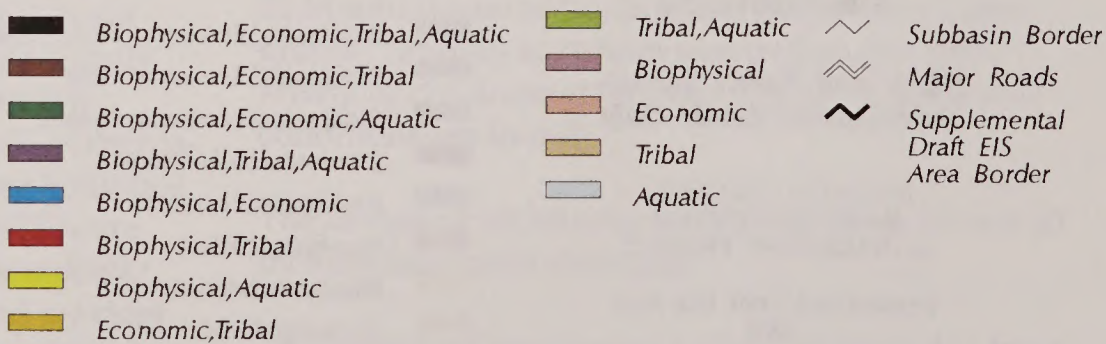 Biophysical,Economic,Tribal,Aquatic
Biophysical,Economic,Tribal
Biophysical,Economic,Aquatic
Biophysical,Tribal,Aquatic
Biophysical,Economic
Biophysical,Tribal
Biophysical,Aquatic
Economic,Tribal
Tribal,Aquatic
Biophysical
Economic
Tribal
Aquatic
Subbasin Border
Major Roads
Supplemental
Draft EIS
Area Border